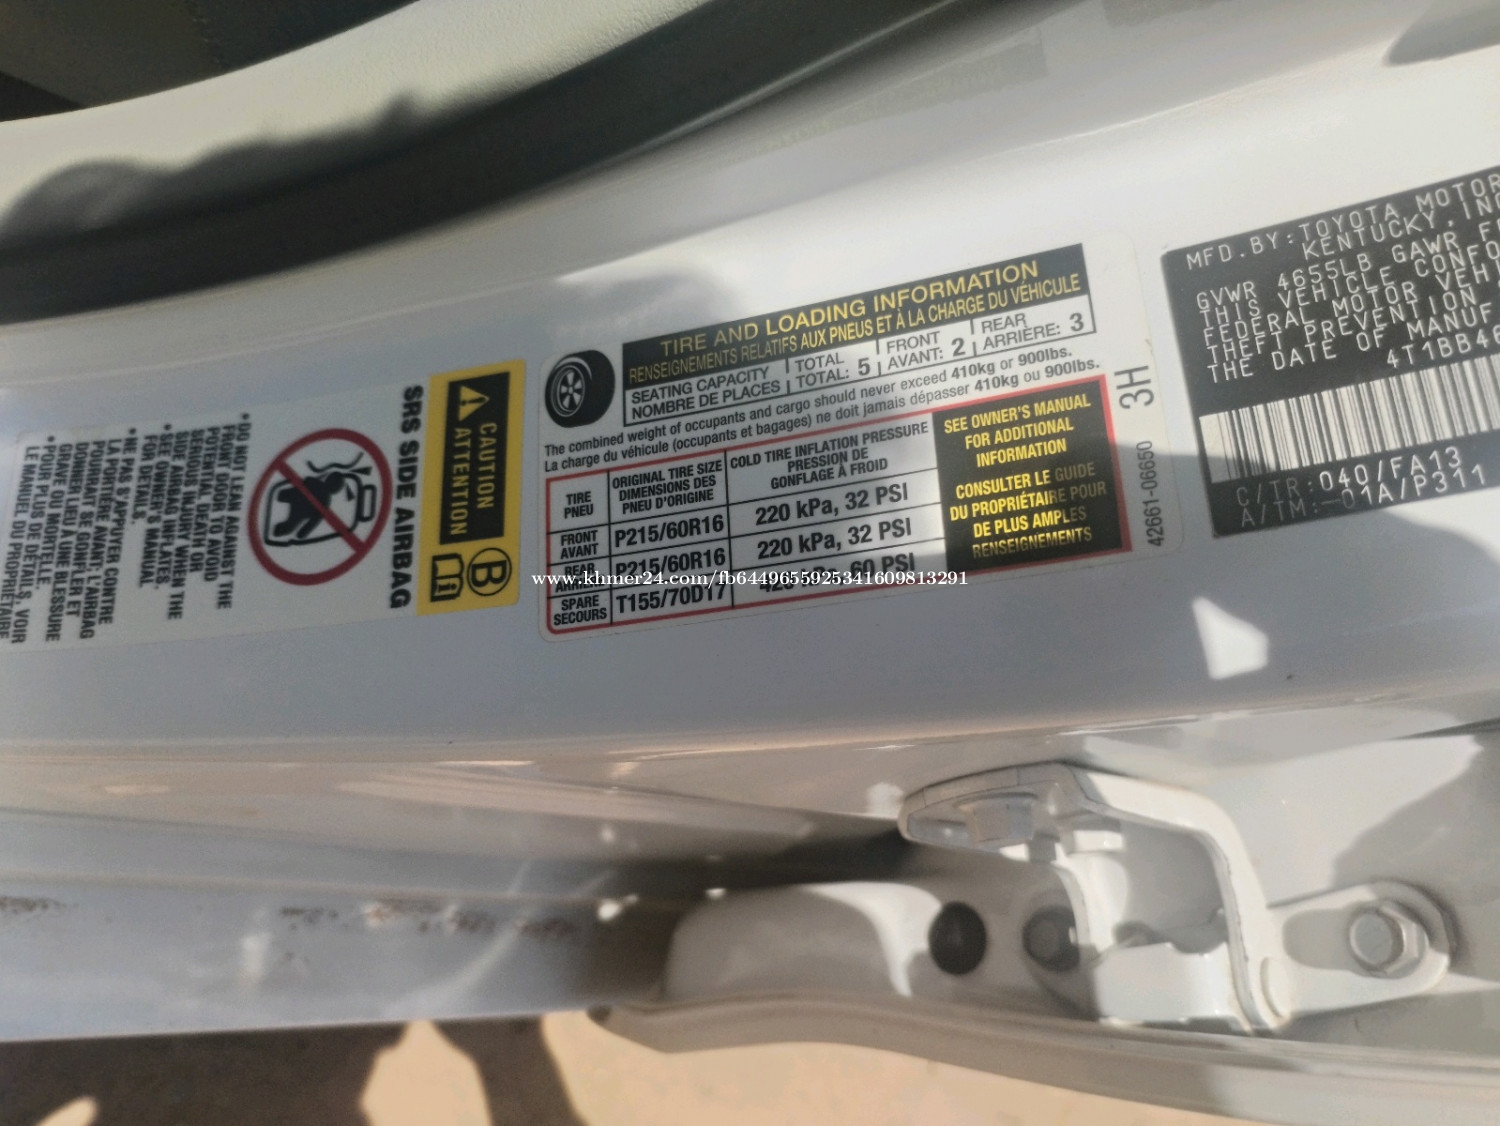 TIRE AND LOADING INFORMATION
RENSEIGNEMENTS RELATIFS AUX PNEUS ET À LA CHARGE DU VÉHICULE
SEATING CAPACITY
NOMBRE DE PLACES
TOTAL
TOTAL: 5
FRONT
AVANT: 2
REAR
ARRIÈRE: 3
The combined weight of occupants and cargo should never exceed 410kg or 900lbs.
La charge du véhicule (occupants et bagages) ne doit jamais dépasser 410kg ou 900lbs.
TIRE
PNEU
ORIGINAL TIRE SIZE
DIMENSIONS DES
PNEU D'ORIGINE
COLD TIRE INFLATION PRESSURE
PRESSION DE
GONFLAGE À FROID
FRONT
AVANT
P215/60R16
220 kPa, 32 PSI
REAR
P215/60R16
220 kPa, 32 PSI
SPARE
SECOURS
T155/70D17
60 PSI
SEE OWNER'S MANUAL
FOR ADDITIONAL
INFORMATION
CONSULTER LE GUIDE
DU PROPRIÉTAIRE POUR
DE PLUS AMPLES
RENSEIGNEMENTS
3H
42661-06650
MFD.BY:TOYOTA MOTOR
KENTUCKY, IN
GVWR 4655LB GAWR F
THIS VEHICLE CONFO
FEDERAL MOTOR VEHI
THEFT PREVENTION
THE DATE OF MANUF
4T1BB46
C/TR:040/FA13
A/TM:-01A/P311
CAUTION
ATTENTION
B
SRS SIDE AIRBAG
*DO NOT LEAN AGAINST THE
FRONT DOOR TO AVOID
POTENTIAL DEATH OR
SERIOUS INJURY WHEN THE
SIDE AIRBAG INFLATES.
*SEE OWNER'S MANUAL
FOR DETAILS.
*NE PAS S'APPUYER CONTRE
LA PORTIÈRE AVANT: L'AIRBAG
POURRAIT SE GONFLER ET
DONNER LIEU À UNE BLESSURE
GRAVE OU MORTELLE.
*POUR PLUS DE DÉTAILS, VOIR
LE MANUEL DU PROPRIÉTAIRE
www.khmer24.com/fb6449655925341609813291